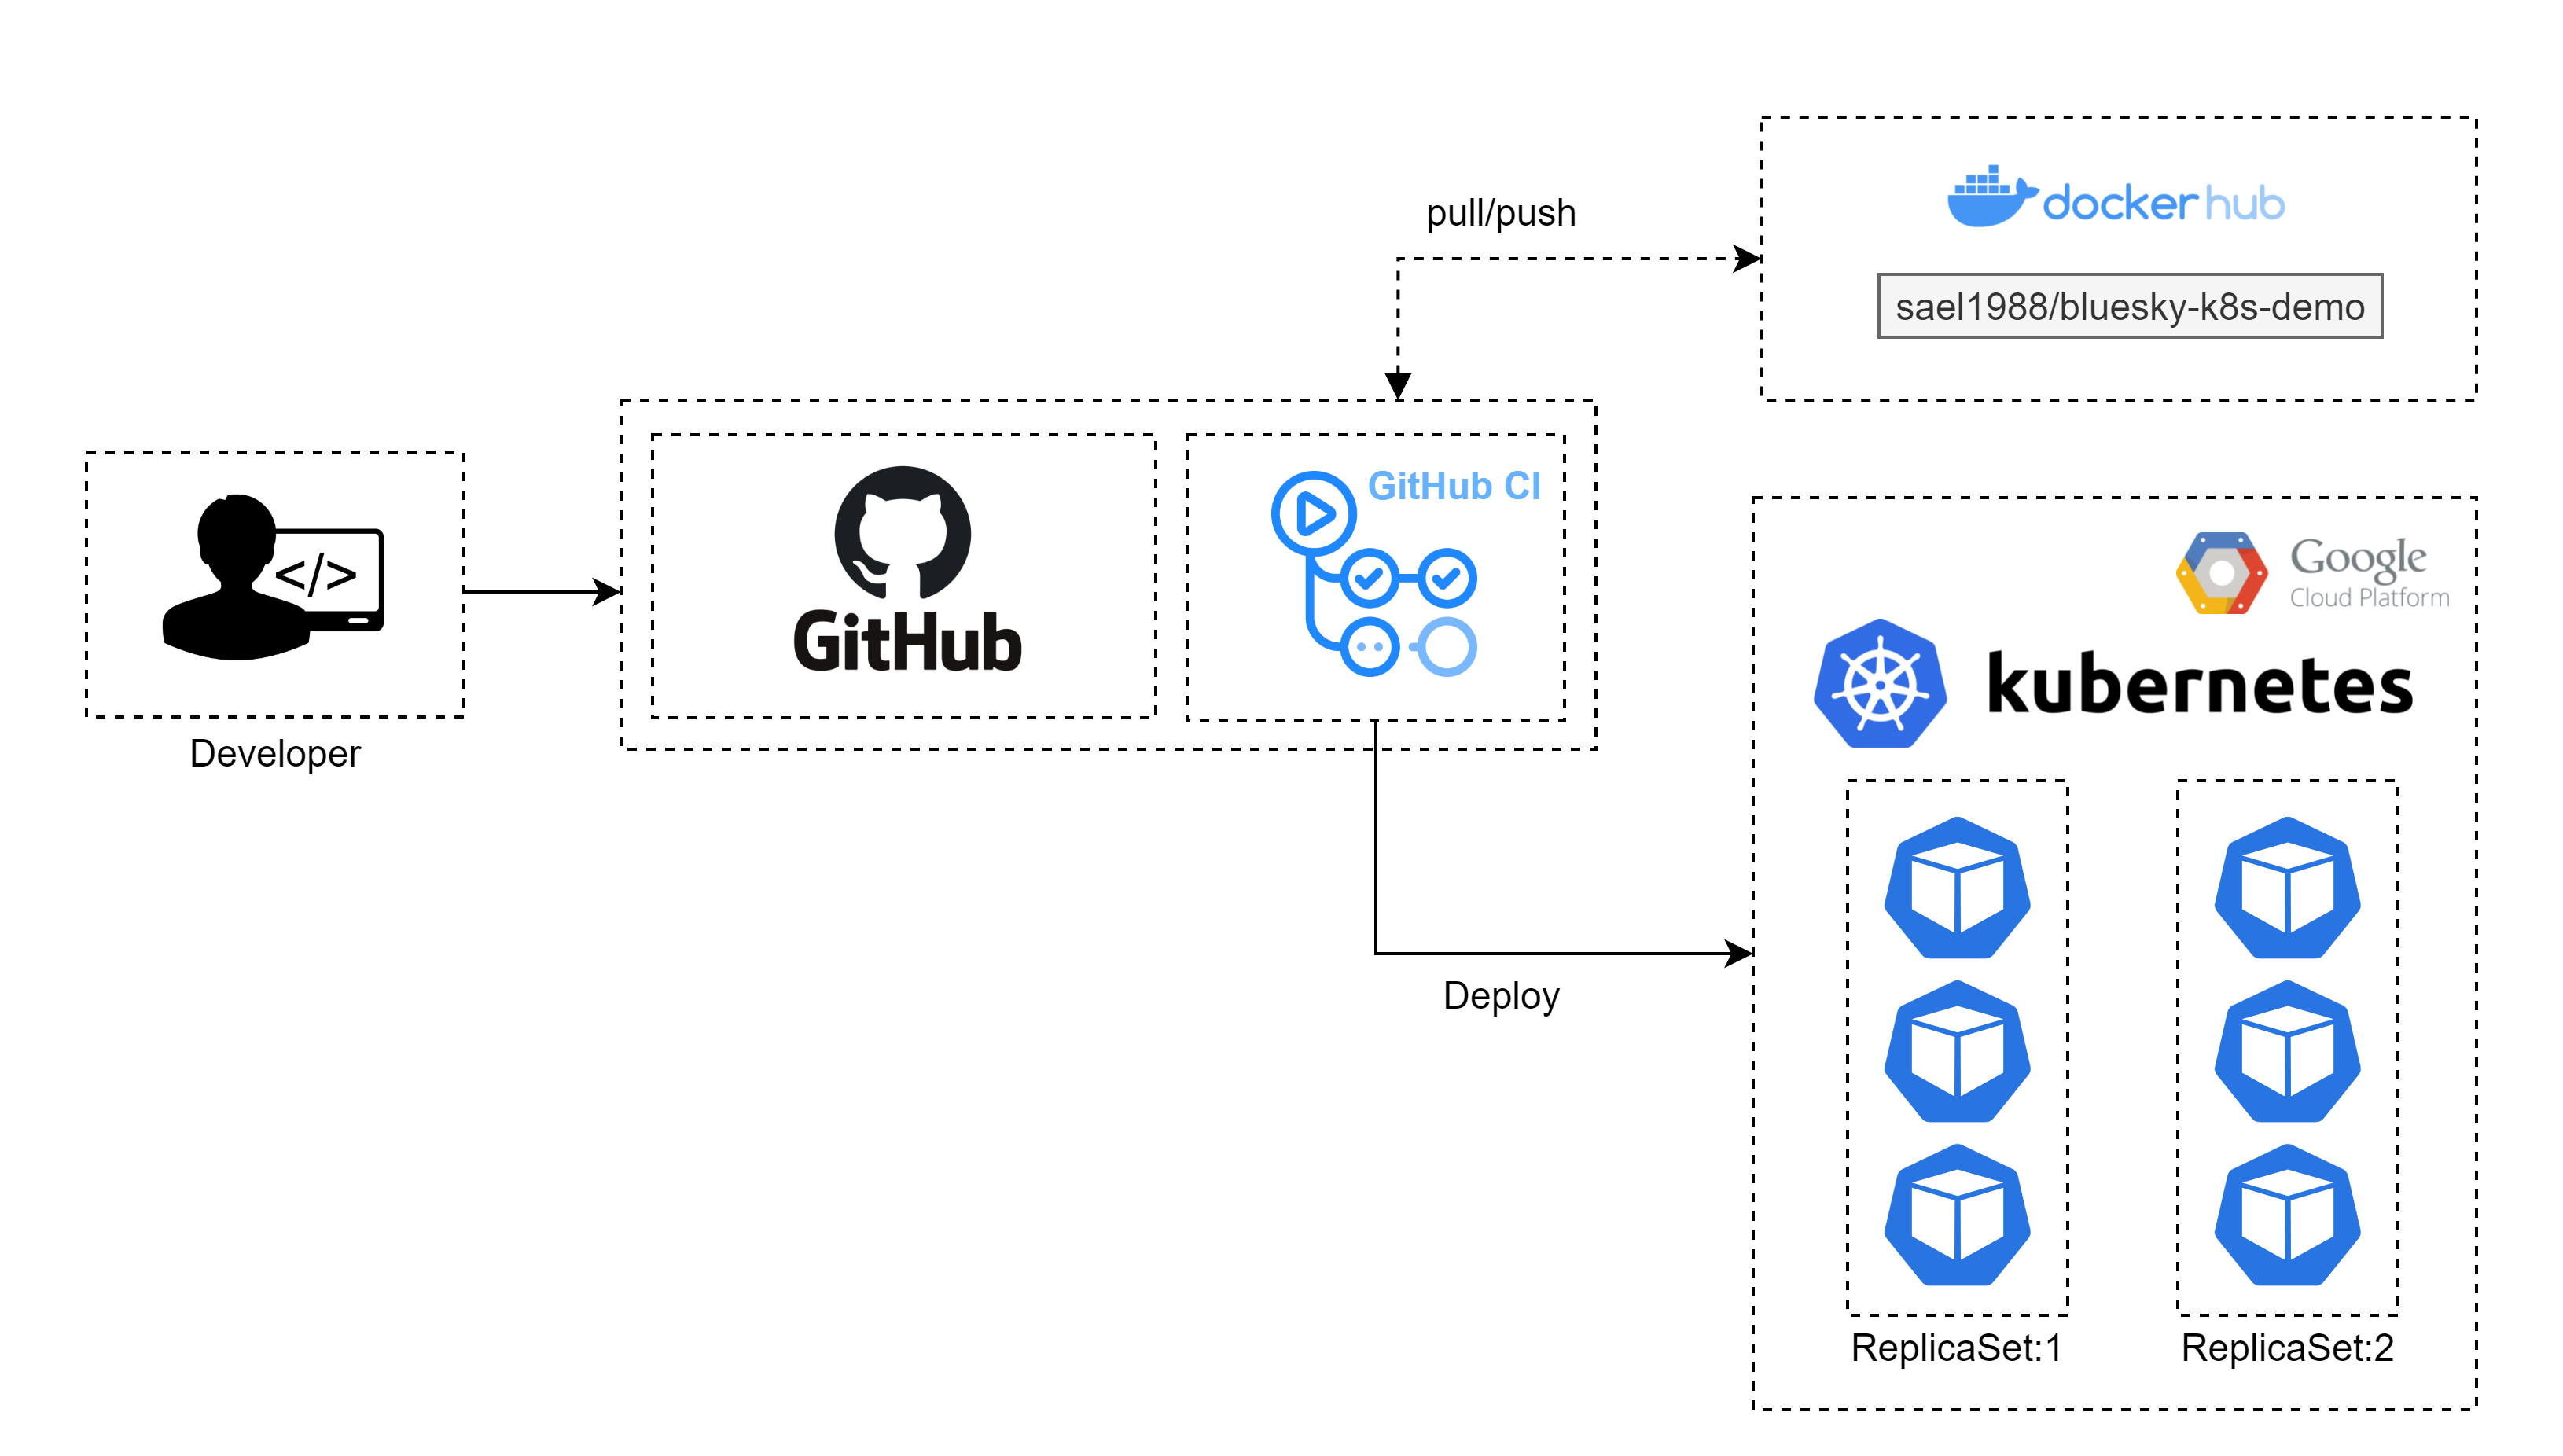 pull/push
docker hub
sael1988/bluesky-k8s-demo
GitHub CI
</>
GitHub
Developer
Google
Cloud Platform
kubernetes
Deploy
ReplicaSet:1
ReplicaSet:2